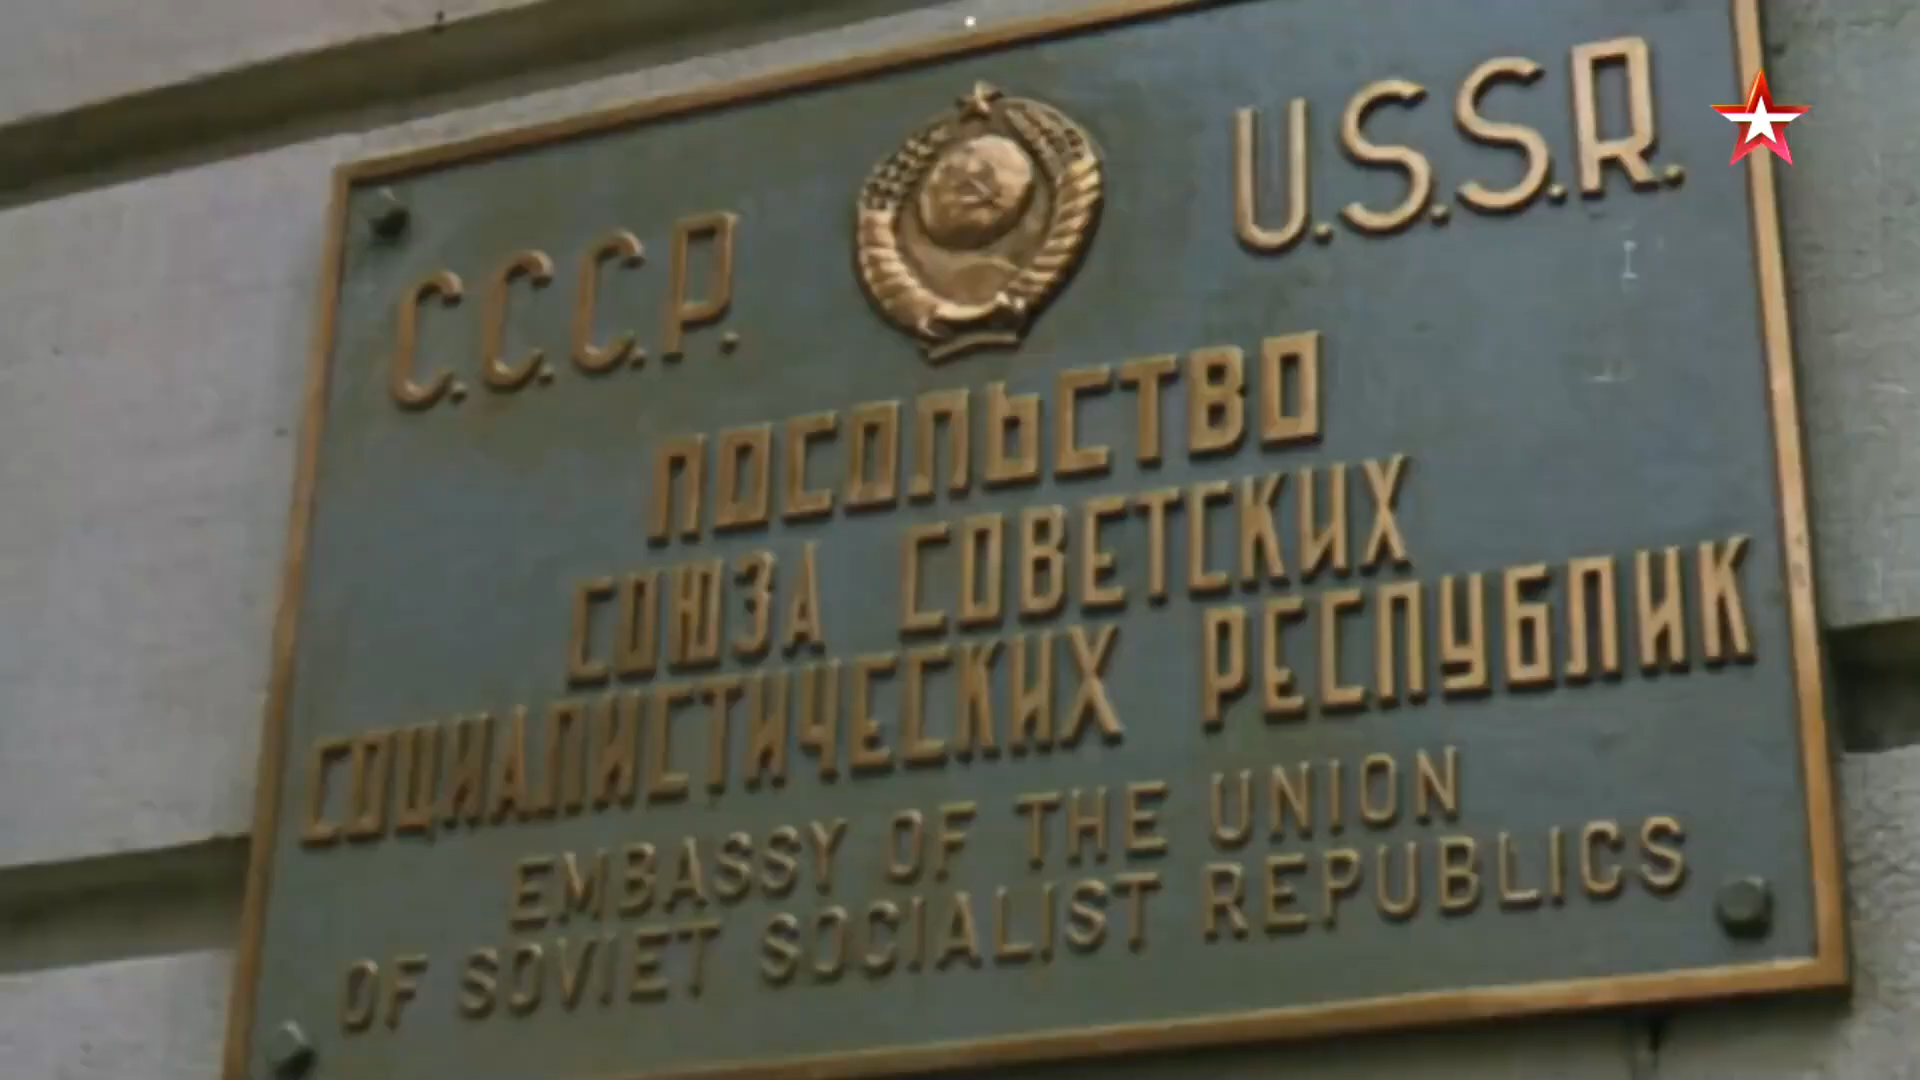 С.С.С.Р. U.S.S.R.
ПОСОЛЬСТВО
СОЮЗА СОВЕТСКИХ
СОЦИАЛИСТИЧЕСКИХ РЕСПУБЛИК
EMBASSY OF THE UNION
OF SOVIET SOCIALIST REPUBLICS